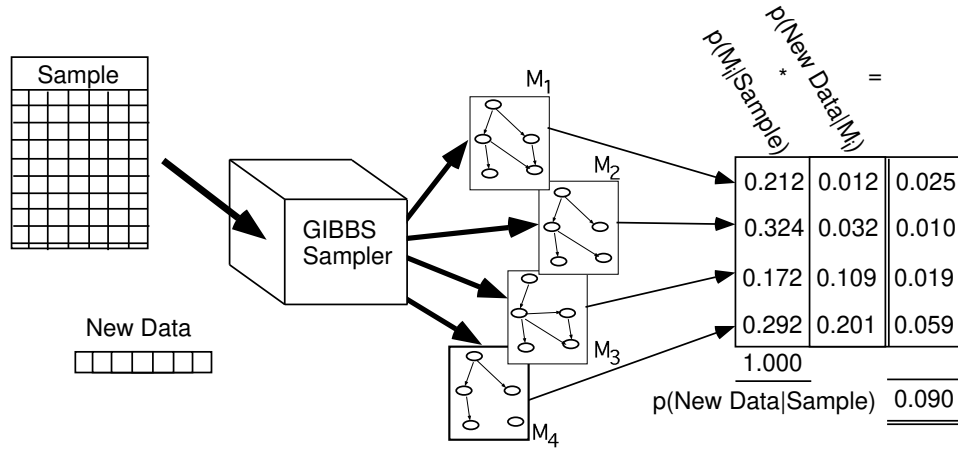 Sample
New Data
GIBBS
Sampler
M1
M2
M3
M4
p(Mi|Sample)
*
p(New Data|Mi)
=
0.212 0.012 0.025
0.324 0.032 0.010
0.172 0.109 0.019
0.292 0.201 0.059
1.000
p(New Data|Sample) 0.090